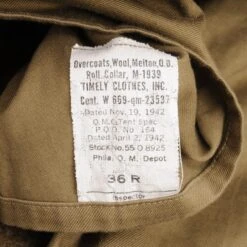 Overcoats, Wool, Melton, O.D.
Roll Collar, M-1939
TIMELY CLOTHES, INC.
Cont. W 669-qm-23537
Dated Nov. 10, 1942
O.M.G. Tent. Spec
P.O.D. No 164
Dated April 2, 1942
Stock No. 55-O 8925
Phila. Q.M. Depot
36 R